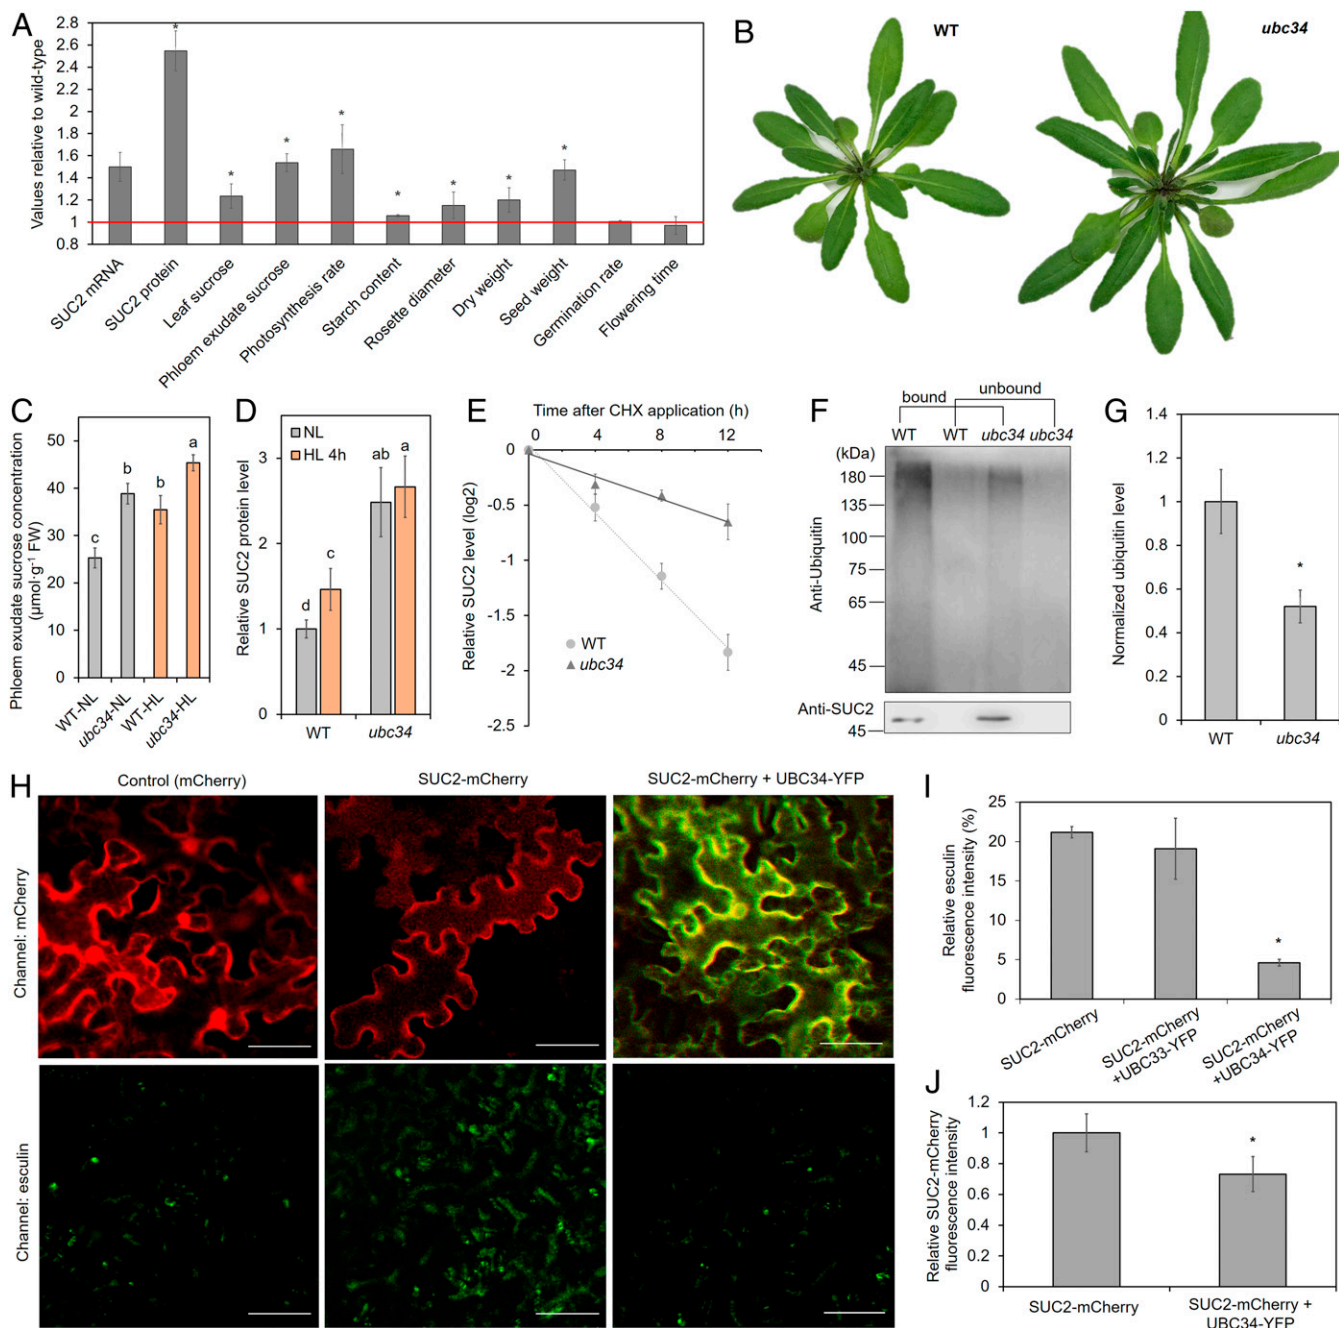 A
Values relative to wild-type
2.8
2.6
2.4
2.2
2
1.8
1.6
1.4
1.2
1
0.8
*
*
*
*
*
*
*
*
SUC2 mRNA
SUC2 protein
Leaf sucrose
Phloem exudate sucrose
Photosynthesis rate
Starch content
Rosette diameter
Dry weight
Seed weight
Germination rate
Flowering time
B
WT
ubc34
C
Phloem exudate sucrose concentration
(µmol·g⁻¹ FW)
50
40
30
20
10
0
c
b
b
a
WT-NL
ubc34-NL
WT-HL
ubc34-HL
D
Relative SUC2 protein level
3
2
1
0
NL
HL 4h
d
c
ab
a
WT
ubc34
E
Time after CHX application (h)
0
4
8
12
Relative SUC2 level (log2)
0
-0.5
-1
-1.5
-2
-2.5
WT
ubc34
F
unbound
bound
WT
WT
ubc34
ubc34
(kDa)
180
135
100
75
65
45
Anti-Ubiquitin
Anti-SUC2
45
G
Normalized ubiquitin level
1.4
1.2
1
0.8
0.6
0.4
0.2
0
*
WT
ubc34
H
Control (mCherry)
SUC2-mCherry
SUC2-mCherry + UBC34-YFP
Channel: mCherry
Channel: esculin
I
Relative esculin
fluorescence intensity (%)
25
20
15
10
5
0
*
SUC2-mCherry
SUC2-mCherry
+UBC33-YFP
SUC2-mCherry
+UBC34-YFP
J
Relative SUC2-mCherry
fluorescence intensity
1.2
1
0.8
0.6
0.4
0.2
0
*
SUC2-mCherry
SUC2-mCherry +
UBC34-YFP